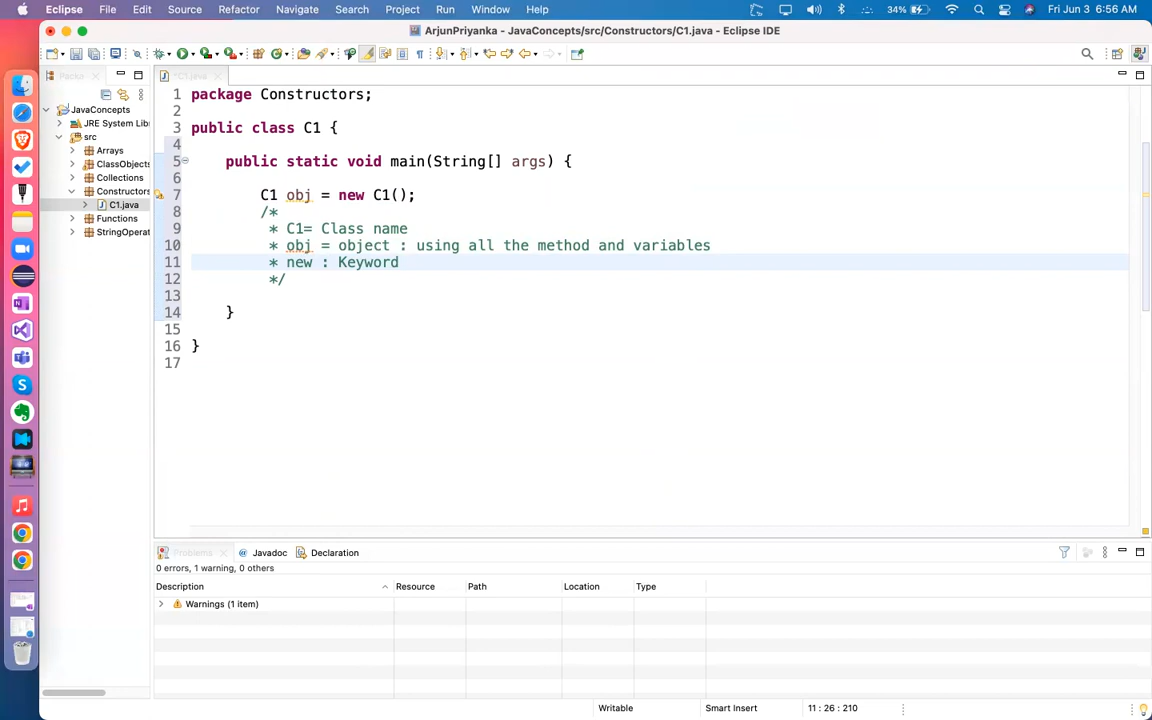 Eclipse File Edit Source Refactor Navigate Search Project Run Window Help 34% Fri Jun 3 6:56 AM
ArjunPriyanka - JavaConcepts/src/Constructors/C1.java - Eclipse IDE
Packa
*C1.java
JavaConcepts
JRE System Lib
src
Arrays
ClassObjects
Collections
Constructors
C1.java
Functions
StringOperat
1 package Constructors;
2
3 public class C1 {
4
5 public static void main(String[] args) {
6
7 C1 obj = new C1();
8 /*
9 * C1= Class name
10 * obj = object : using all the method and variables
11 * new : Keyword
12 */
13
14 }
15
16 }
17
Problems @ Javadoc Declaration
0 errors, 1 warning, 0 others
Description Resource Path Location Type
Warnings (1 item)
Writable Smart Insert 11 : 26 : 210